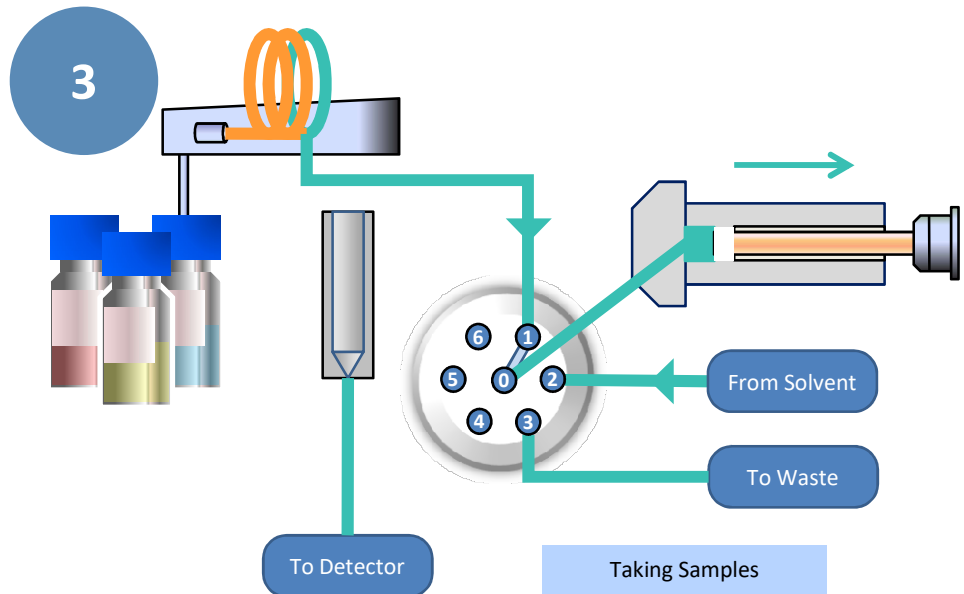 3
6
1
5
0
2
4
3
From Solvent
To Waste
To Detector
Taking Samples